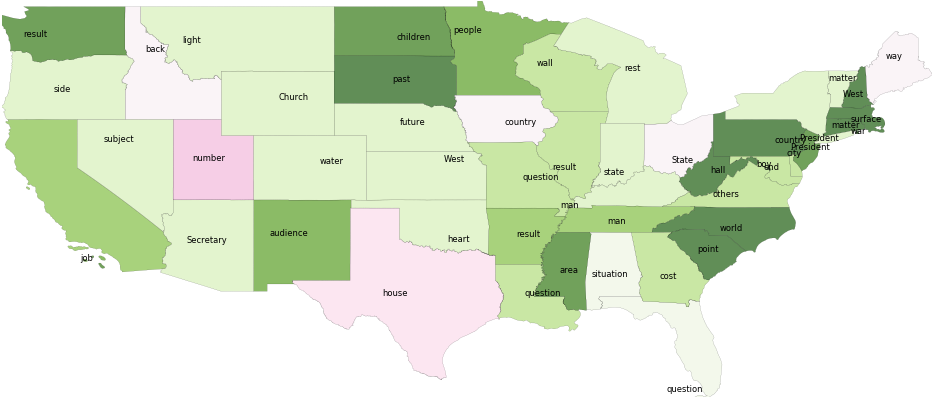 result
back
light
children
people
way
past
wall
rest
matter
side
Church
West
future
country
surface
subject
number
water
West
question
result
state
State
hall
matter
war
country
President
President
city
boy
end
others
man
man
Secretary
audience
heart
result
world
job
area
situation
cost
point
house
question
question